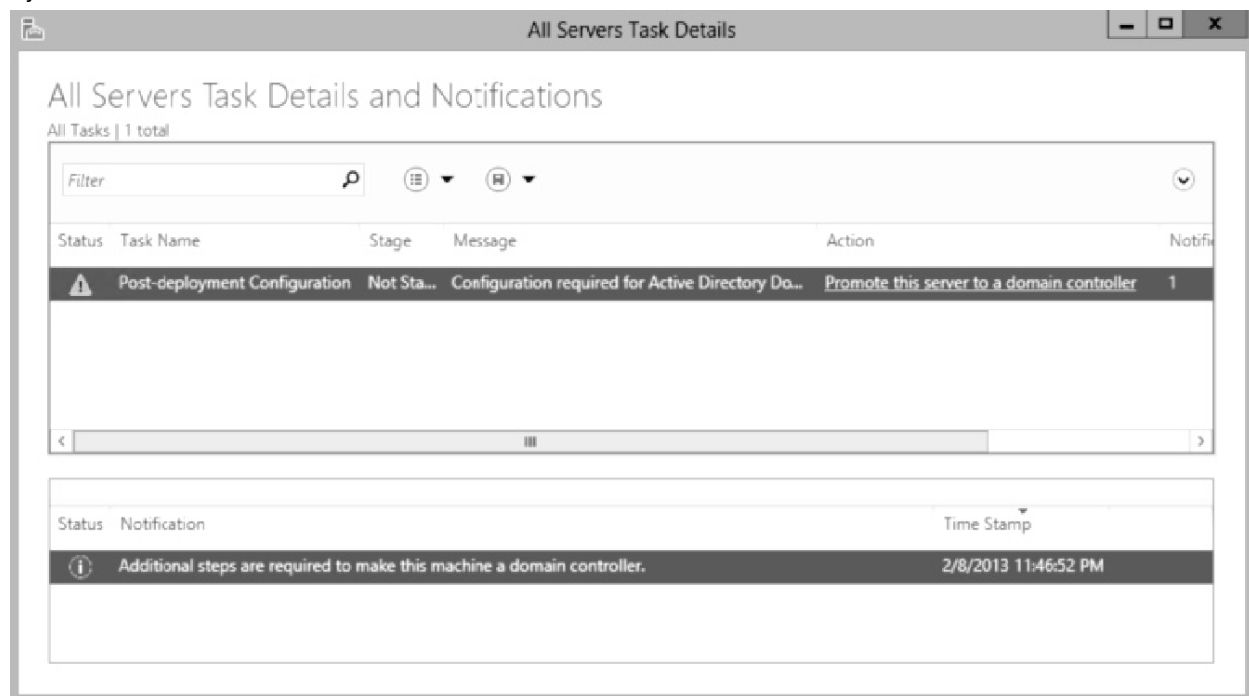 All Servers Task Details
All Servers Task Details and Notifications
All Tasks | 1 total
Filter
Status Task Name Stage Message Action Notifi
Post-deployment Configuration Not Sta... Configuration required for Active Directory Do... Promote this server to a domain controller 1
Status Notification Time Stamp
Additional steps are required to make this machine a domain controller. 2/8/2013 11:46:52 PM